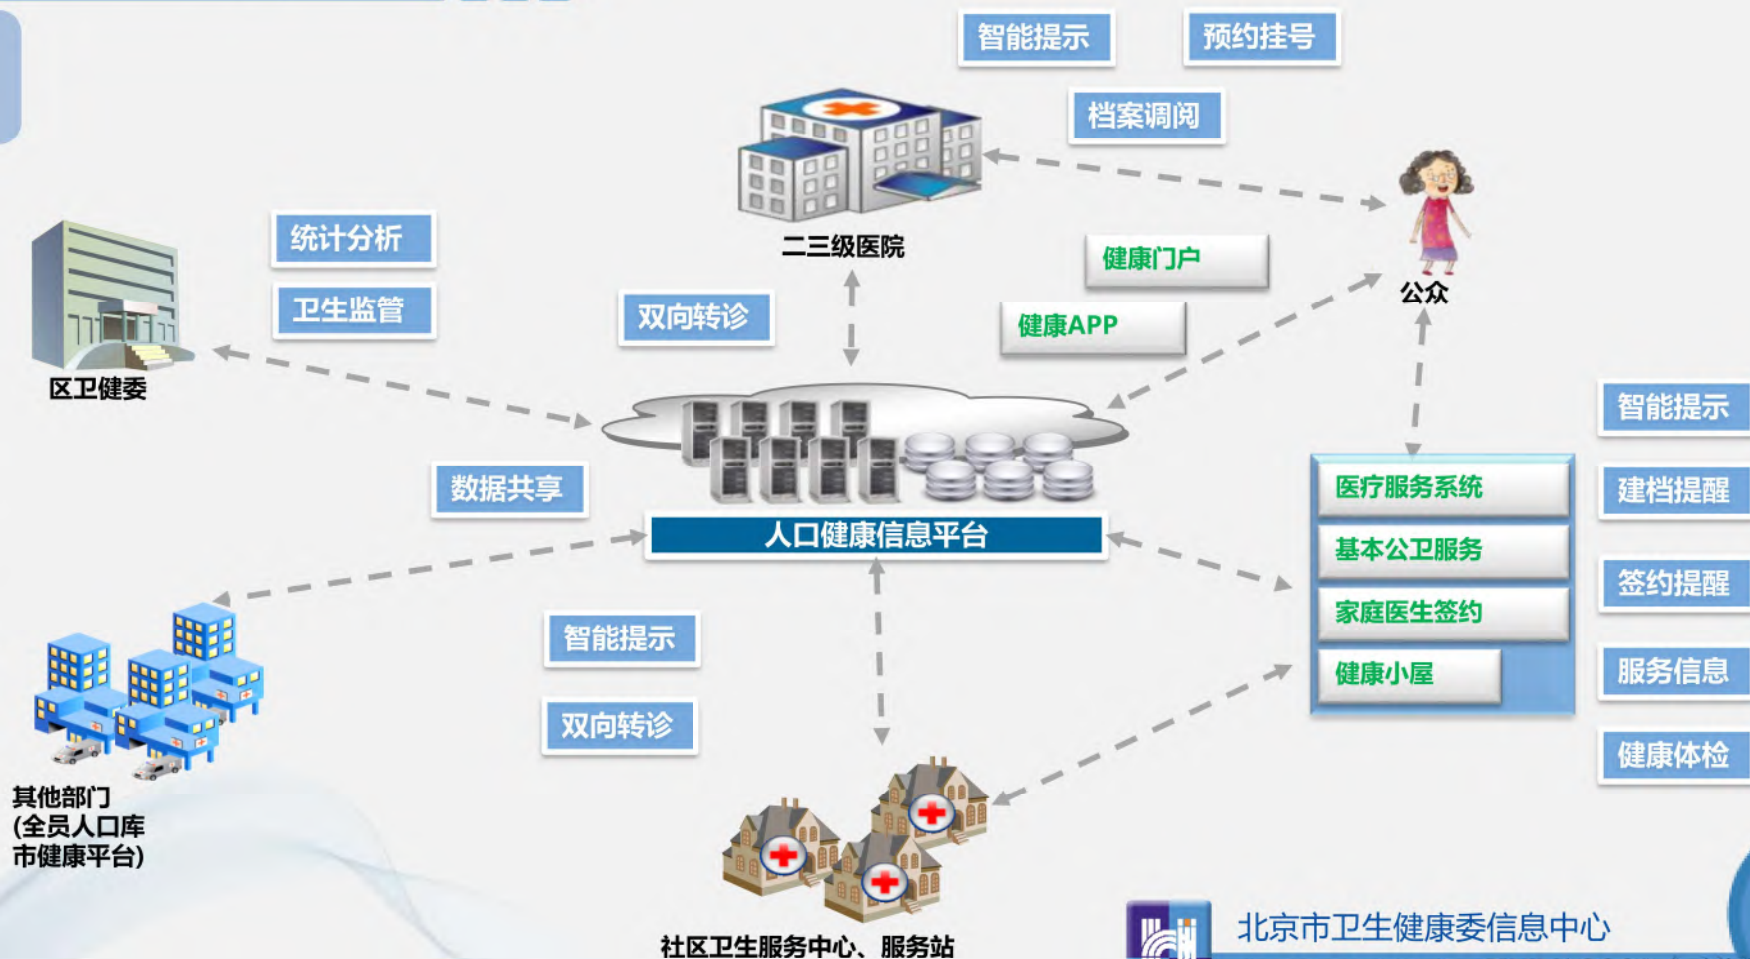 智能提示
预约挂号
档案调阅
二三级医院
统计分析
卫生监管
区卫健委
双向转诊
健康门户
健康APP
公众
数据共享
人口健康信息平台
医疗服务系统
基本公卫服务
家庭医生签约
健康小屋
智能提示
建档提醒
签约提醒
服务信息
健康体检
智能提示
双向转诊
其他部门
(全员人口库
市健康平台)
社区卫生服务中心、服务站
北京市卫生健康委信息中心